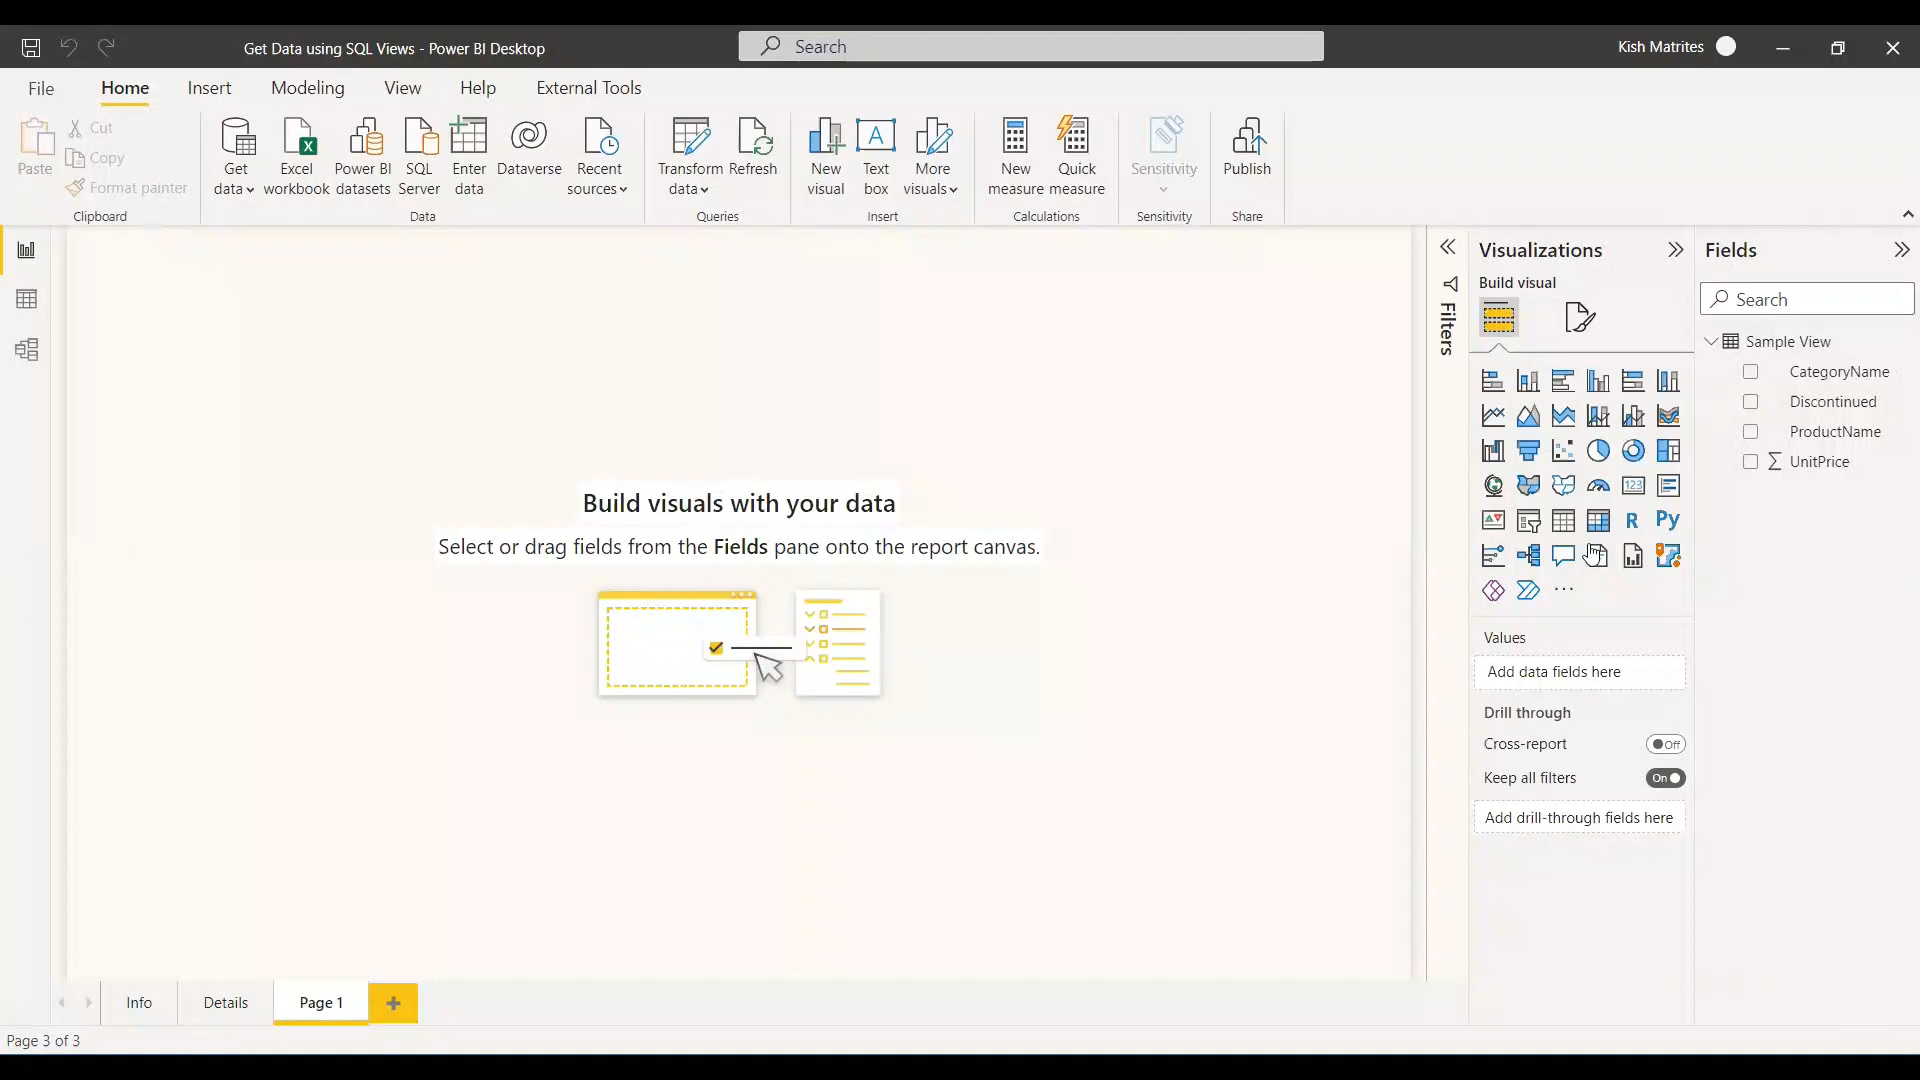 Get Data using SQL Views - Power BI Desktop
Search
Kish Matrites
File
Home
Insert
Modeling
View
Help
External Tools
Paste
Cut
Copy
Format painter
Clipboard
Get
data
Excel
workbook
Power BI
datasets
SQL
Server
Enter
data
Dataverse
Recent
sources
Data
Transform
data
Refresh
Queries
New
visual
Text
box
More
visuals
Insert
New
measure
Quick
measure
Calculations
Sensitivity
Sensitivity
Publish
Share
Build visuals with your data
Select or drag fields from the Fields pane onto the report canvas.
Filters
Visualizations
Build visual
123
R
Py
Values
Add data fields here
Drill through
Cross-report
Off
Keep all filters
On
Add drill-through fields here
Fields
Search
Sample View
CategoryName
Discontinued
ProductName
∑ UnitPrice
Info
Details
Page 1
Page 3 of 3